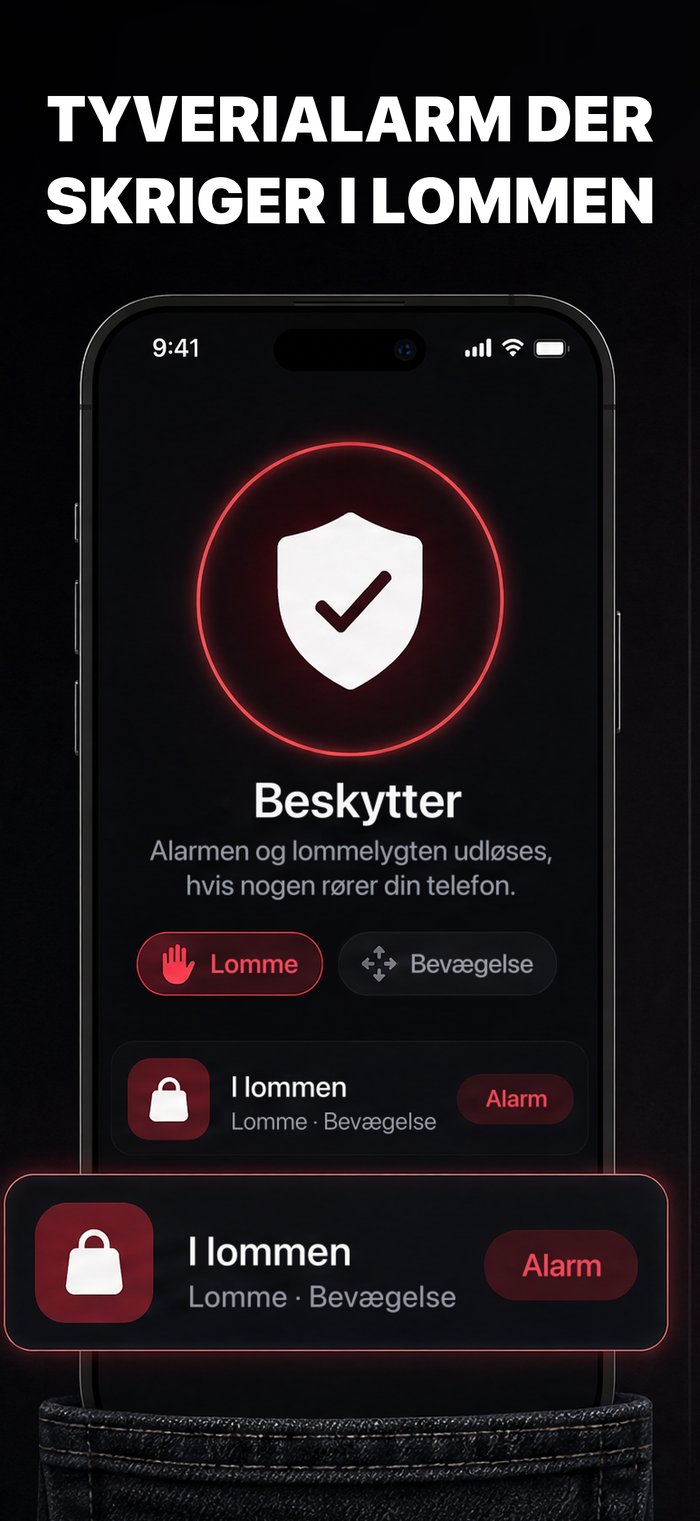 TYVERIALARM DER
SKRIGER I LOMMEN
9:41
Beskytter
Alarmen og lommelygten udløses,
hvis nogen rører din telefon.
Lomme
Bevægelse
I lommen
Lomme · Bevægelse
Alarm
I lommen
Lomme · Bevægelse
Alarm